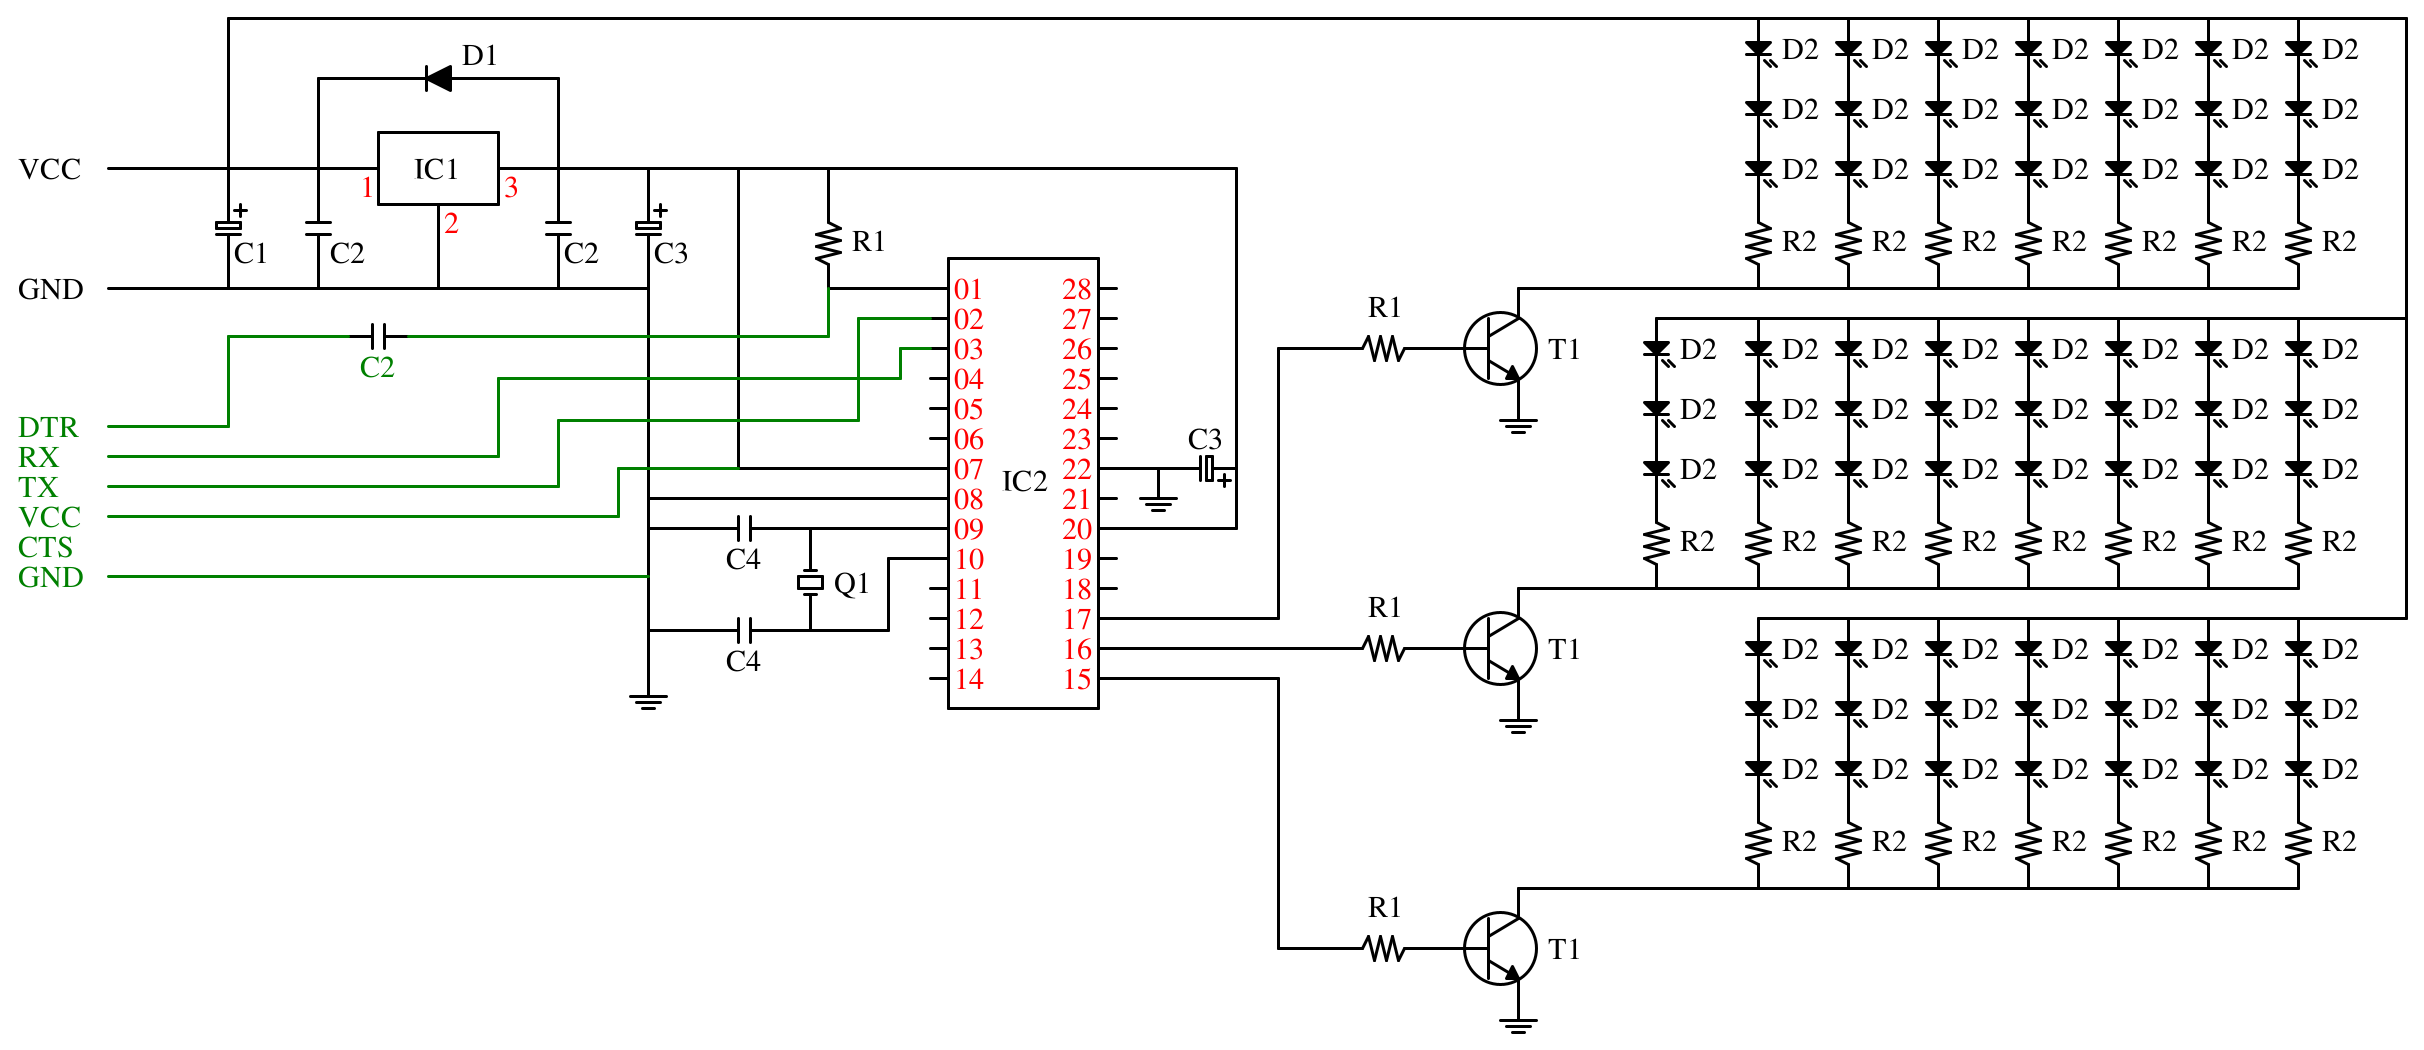 D1
D2 D2 D2 D2 D2 D2 D2
D2 D2 D2 D2 D2 D2 D2
VCC IC1 D2 D2 D2 D2 D2 D2 D2
1 3
2
C1 C2 C2 C3 R1 R2 R2 R2 R2 R2 R2 R2
GND 01 28
R1
02 27
03 26 T1 D2 D2 D2 D2 D2 D2 D2 D2
C2
04 25
05 24 D2 D2 D2 D2 D2 D2 D2 D2
DTR
06 23 C3
RX
07 22 D2 D2 D2 D2 D2 D2 D2 D2
IC2
TX
08 21
VCC
09 20
CTS R2 R2 R2 R2 R2 R2 R2 R2
C4 10 19
GND Q1
11 18
R1
12 17
13 16 T1 D2 D2 D2 D2 D2 D2 D2
C4
14 15
D2 D2 D2 D2 D2 D2 D2
D2 D2 D2 D2 D2 D2 D2
R2 R2 R2 R2 R2 R2 R2
R1
T1